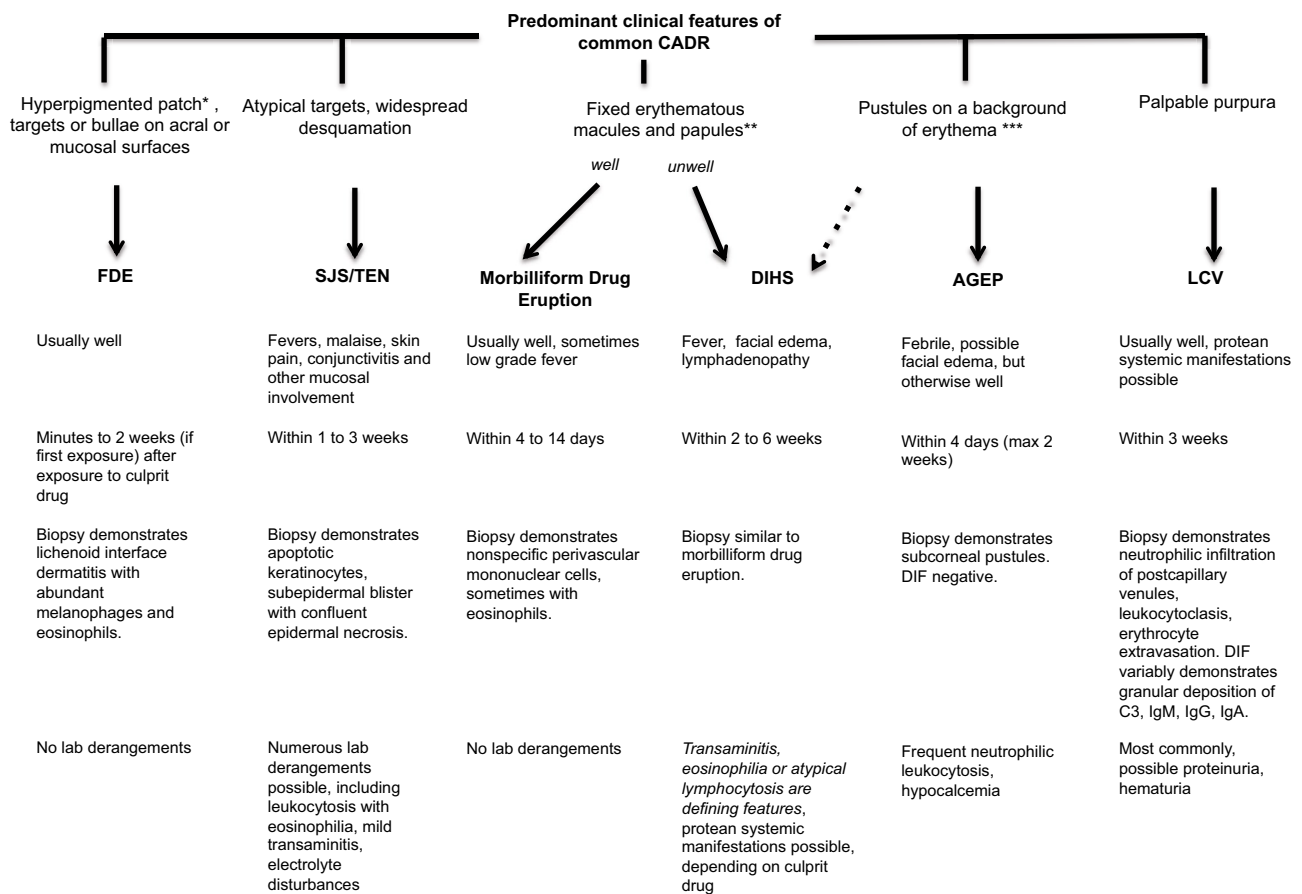 Predominant clinical features of
common CADR
Hyperpigmented patch* ,
targets or bullae on acral or
mucosal surfaces
Atypical targets, widespread
desquamation
Fixed erythematous
macules and papules**
Pustules on a background
of erythema ***
Palpable purpura
well
unwell
FDE
SJS/TEN
Morbilliform Drug
Eruption
DIHS
AGEP
LCV
Usually well
Fevers, malaise, skin
pain, conjunctivitis and
other mucosal
involvement
Usually well, sometimes
low grade fever
Fever, facial edema,
lymphadenopathy
Febrile, possible
facial edema, but
otherwise well
Usually well, protean
systemic manifestations
possible
Minutes to 2 weeks (if
first exposure) after
exposure to culprit
drug
Within 1 to 3 weeks
Within 4 to 14 days
Within 2 to 6 weeks
Within 4 days (max 2
weeks)
Within 3 weeks
Biopsy demonstrates
lichenoid interface
dermatitis with
abundant
melanophages and
eosinophils.
Biopsy demonstrates
apoptotic
keratinocytes,
subepidermal blister
with confluent
epidermal necrosis.
Biopsy demonstrates
nonspecific perivascular
mononuclear cells,
sometimes with
eosinophils.
Biopsy similar to
morbilliform drug
eruption.
Biopsy demonstrates
subcorneal pustules.
DIF negative.
Biopsy demonstrates
neutrophilic infiltration
of postcapillary
venules,
leukocytoclasis,
erythrocyte
extravasation. DIF
variably demonstrates
granular deposition of
C3, IgM, IgG, IgA.
No lab derangements
Numerous lab
derangements
possible, including
leukocytosis with
eosinophilia, mild
transaminitis,
electrolyte
disturbances
No lab derangements
Transaminitis,
eosinophilia or atypical
lymphocytosis are
defining features,
protean systemic
manifestations possible,
depending on culprit
drug
Frequent neutrophilic
leukocytosis,
hypocalcemia
Most commonly,
possible proteinuria,
hematuria